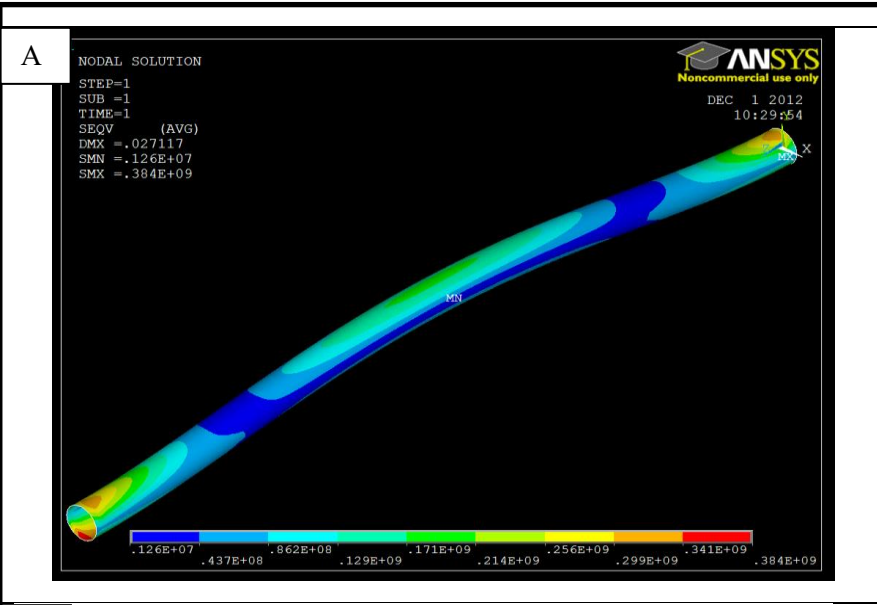 A
NODAL SOLUTION
STEP=1
SUB =1
TIME=1
SEQV (AVG)
DMX =.027117
SMN =.126E+07
SMX =.384E+09
ANSYS
Noncommercial use only
DEC 1 2012
10:29:54
Y
Z X
MX
MN
.126E+07 .862E+08 .171E+09 .256E+09 .341E+09
.437E+08 .129E+09 .214E+09 .299E+09 .384E+09